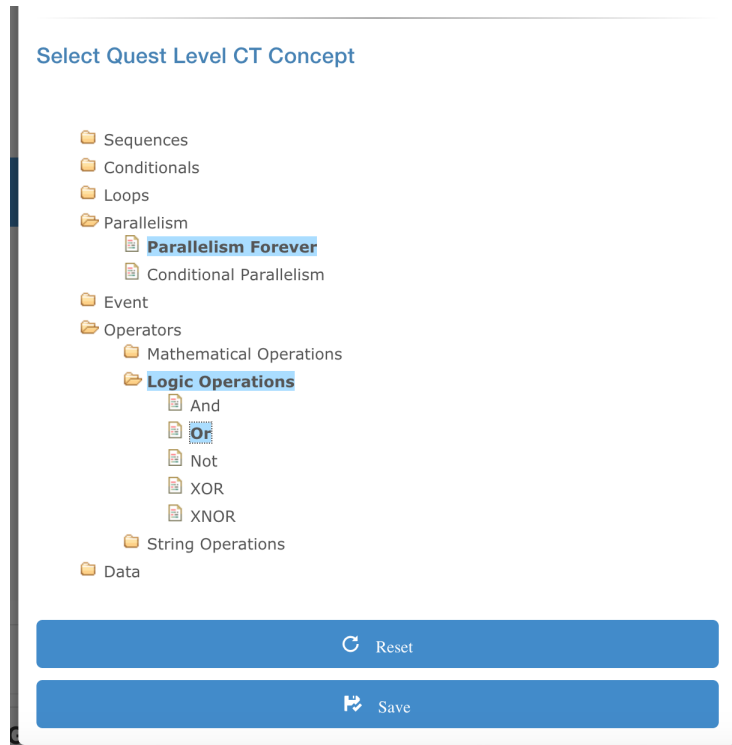 Select Quest Level CT Concept
Sequences
Conditionals
Loops
Parallelism
Parallelism Forever
Conditional Parallelism
Event
Operators
Mathematical Operations
Logic Operations
And
Or
Not
XOR
XNOR
String Operations
Data
Reset
Save